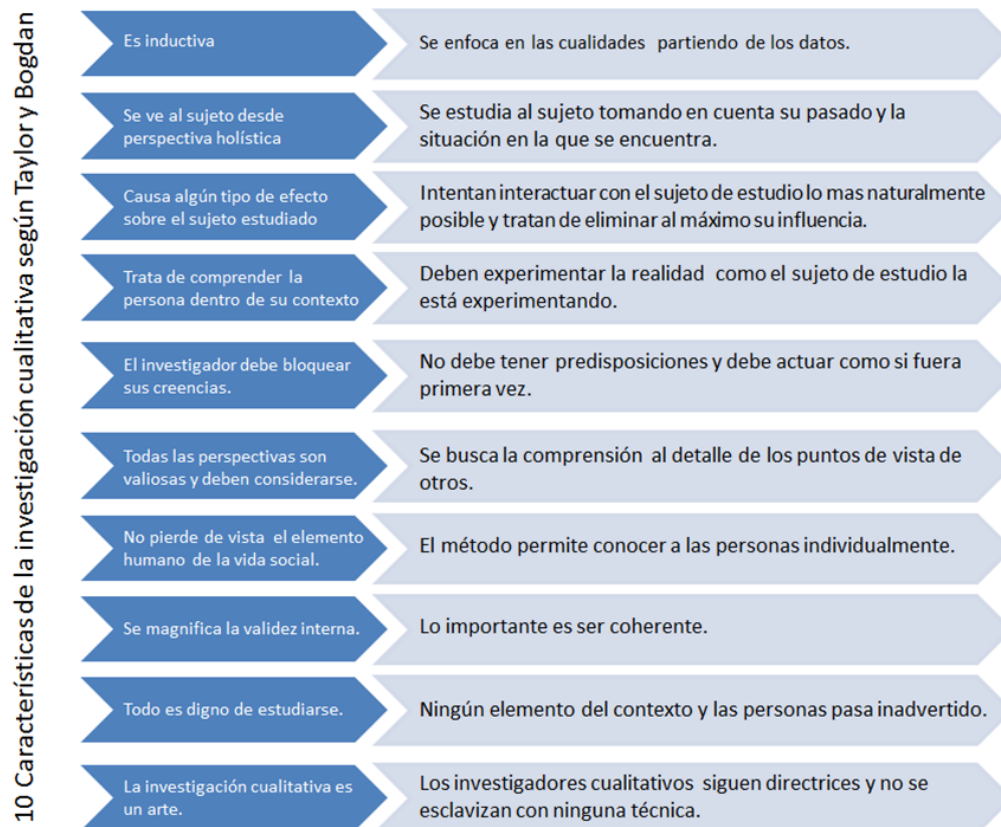 10 Características de la investigación cualitativa según Taylor y Bogdan
Es inductiva
Se enfoca en las cualidades partiendo de los datos.
Se ve al sujeto desde
perspectiva holística
Se estudia al sujeto tomando en cuenta su pasado y la
situación en la que se encuentra.
Causa algún tipo de efecto
sobre el sujeto estudiado
Intentan interactuar con el sujeto de estudio lo mas naturalmente
posible y tratan de eliminar al máximo su influencia.
Trata de comprender la
persona dentro de su contexto
Deben experimentar la realidad como el sujeto de estudio la
está experimentando.
El investigador debe bloquear
sus creencias.
No debe tener predisposiciones y debe actuar como si fuera
primera vez.
Todas las perspectivas son
valiosas y deben considerarse.
Se busca la comprensión al detalle de los puntos de vista de
otros.
No pierde de vista el elemento
humano de la vida social.
El método permite conocer a las personas individualmente.
Se magnifica la validez interna.
Lo importante es ser coherente.
Todo es digno de estudiarse.
Ningún elemento del contexto y las personas pasa inadvertido.
La investigación cualitativa es
un arte.
Los investigadores cualitativos siguen directrices y no se
esclavizan con ninguna técnica.